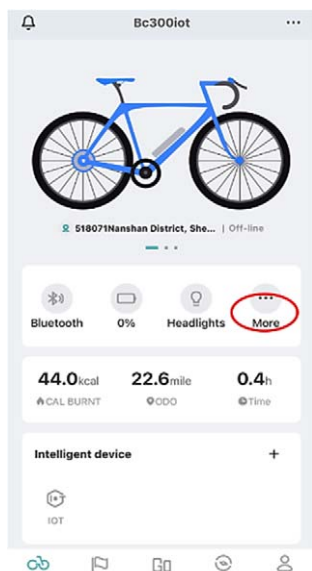 Bc300iot
518071Nanshan District, She... | Off-line
Bluetooth 0% Headlights More
44.0kcal 22.6mile 0.4h
CAL BURNT ODO Time
Intelligent device +
IOT